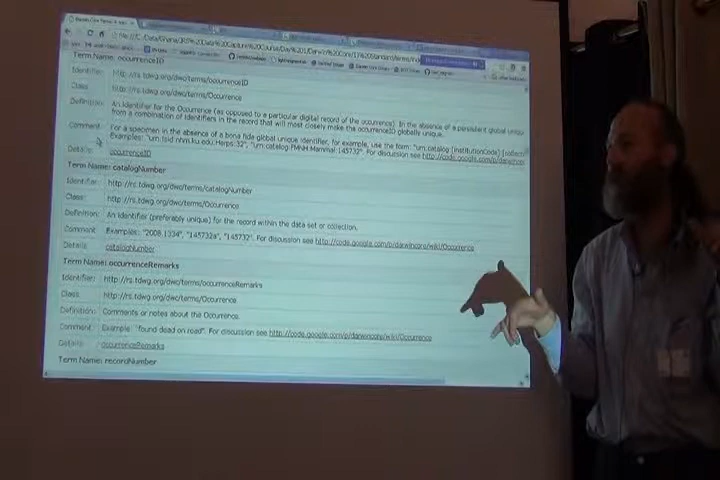 Term Name: occurrenceID
Identifier: http://rs.tdwg.org/dwc/terms/occurrenceID
Class: http://rs.tdwg.org/dwc/terms/Occurrence
Definition: An identifier for the Occurrence (as opposed to a particular digital record of the occurrence). In the absence of a persistent global unique
from a combination of identifiers in the record that will most closely make the occurrenceID globally unique.
Comment: For a specimen in the absence of a bona fide global unique identifier, for example, use the form: "urn:catalog:[institutionCode]:[collecti
Examples: "urn:lsid:nhm.ku.edu:Herps:32", "urn:catalog:FMNH:Mammal:145732". For discussion see http://code.google.com/p/darwincore
Details: occurrenceID
Term Name: catalogNumber
Identifier: http://rs.tdwg.org/dwc/terms/catalogNumber
Class: http://rs.tdwg.org/dwc/terms/Occurrence
Definition: An identifier (preferably unique) for the record within the data set or collection.
Comment: Examples: "2008.1334", "145732a", "145732". For discussion see http://code.google.com/p/darwincore/wiki/Occurrence
Details: catalogNumber
Term Name: occurrenceRemarks
Identifier: http://rs.tdwg.org/dwc/terms/occurrenceRemarks
Class: http://rs.tdwg.org/dwc/terms/Occurrence
Definition: Comments or notes about the Occurrence.
Comment: Example: "found dead on road". For discussion see http://code.google.com/p/darwincore/wiki/Occurrence
Details: occurrenceRemarks
Term Name: recordNumber